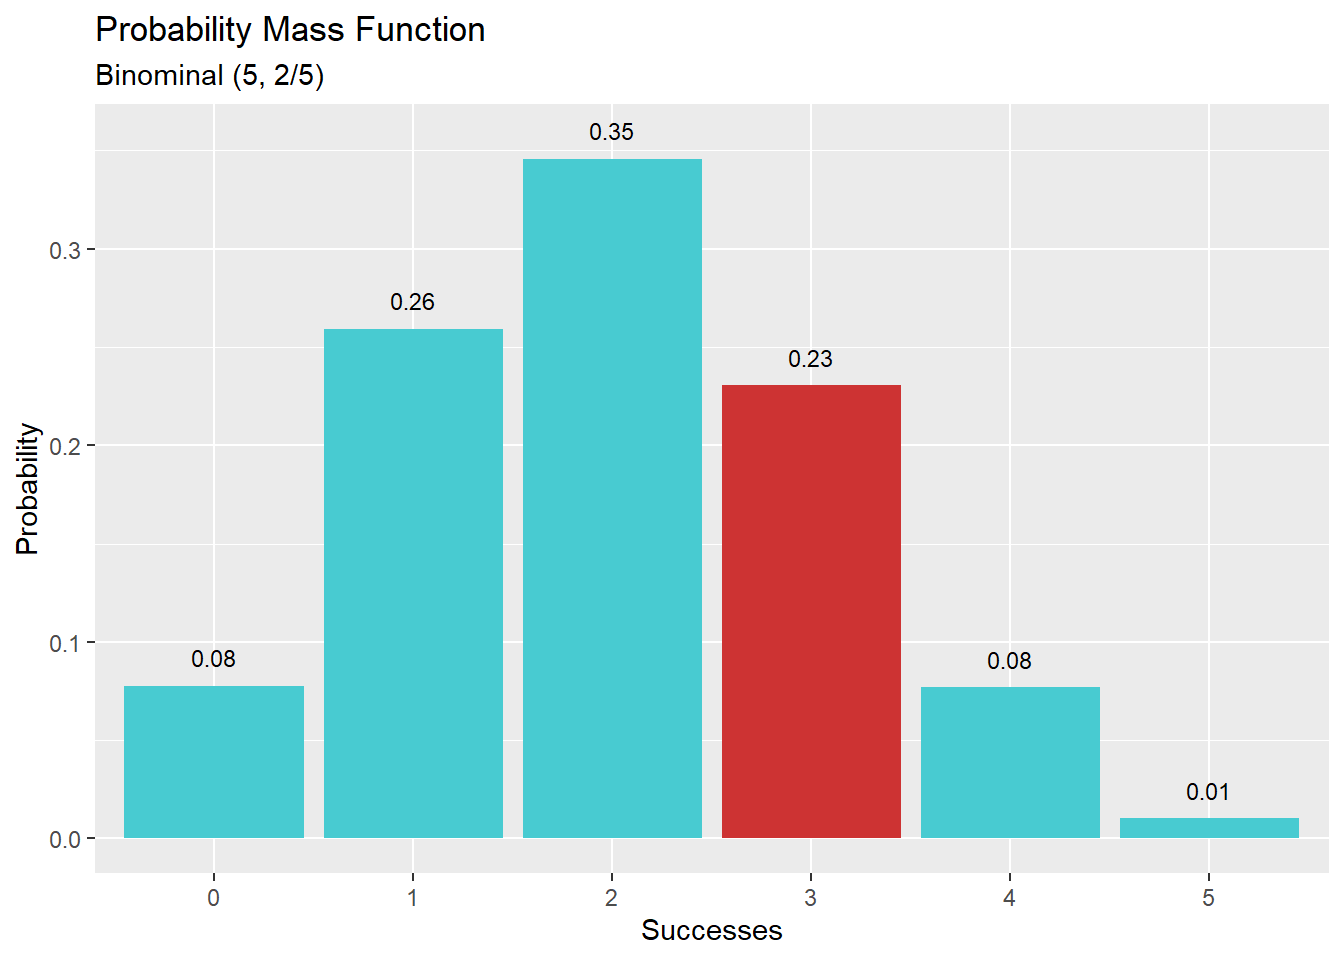 Probability Mass Function
Binominal (5, 2/5)
0.35
0.26
0.23
0.08
0.08
0.01
Probability
0.3
0.2
0.1
0.0
0 1 2 3 4 5
Successes